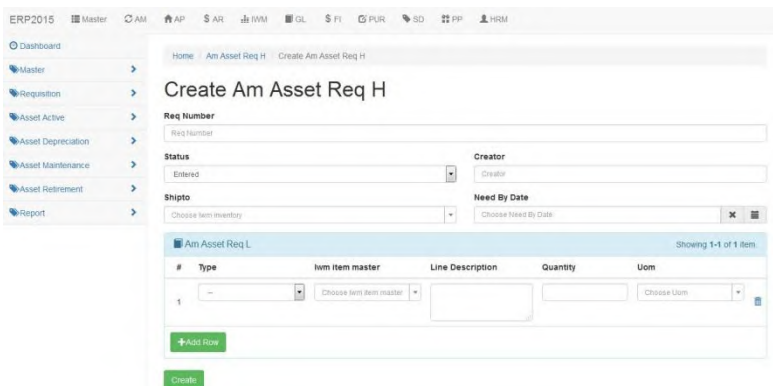 ERP2015 Master AM AP $ AR IWM GL $ FI PUR SD PP HRM
Dashboard
Master
Requisition
Asset Active
Asset Depreciation
Asset Maintenance
Asset Retirement
Report
Home / Am Asset Req H / Create Am Asset Req H
Create Am Asset Req H
Req Number
Req Number
Status Creator
Entered Creator
Shipto Need By Date
Choose Iwm inventory Choose Need By Date
Am Asset Req L Showing 1-1 of 1 item.
# Type Iwm item master Line Description Quantity Uom
1 -- Choose Iwm item master Choose Uom
+Add Row
Create